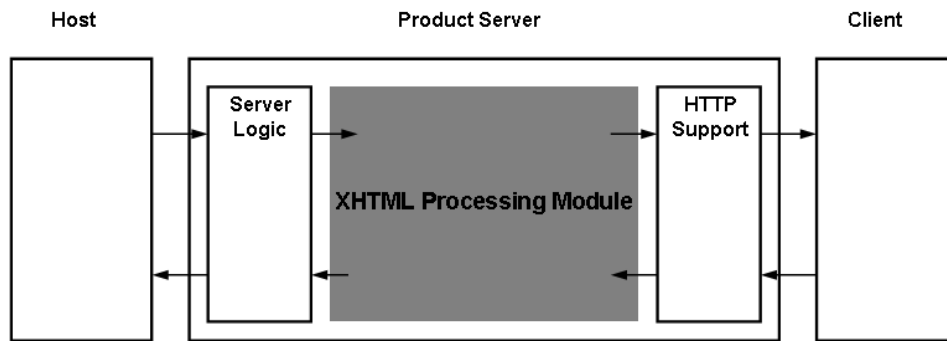 Host
Product Server
Client
Server
Logic
XHTML Processing Module
HTTP
Support